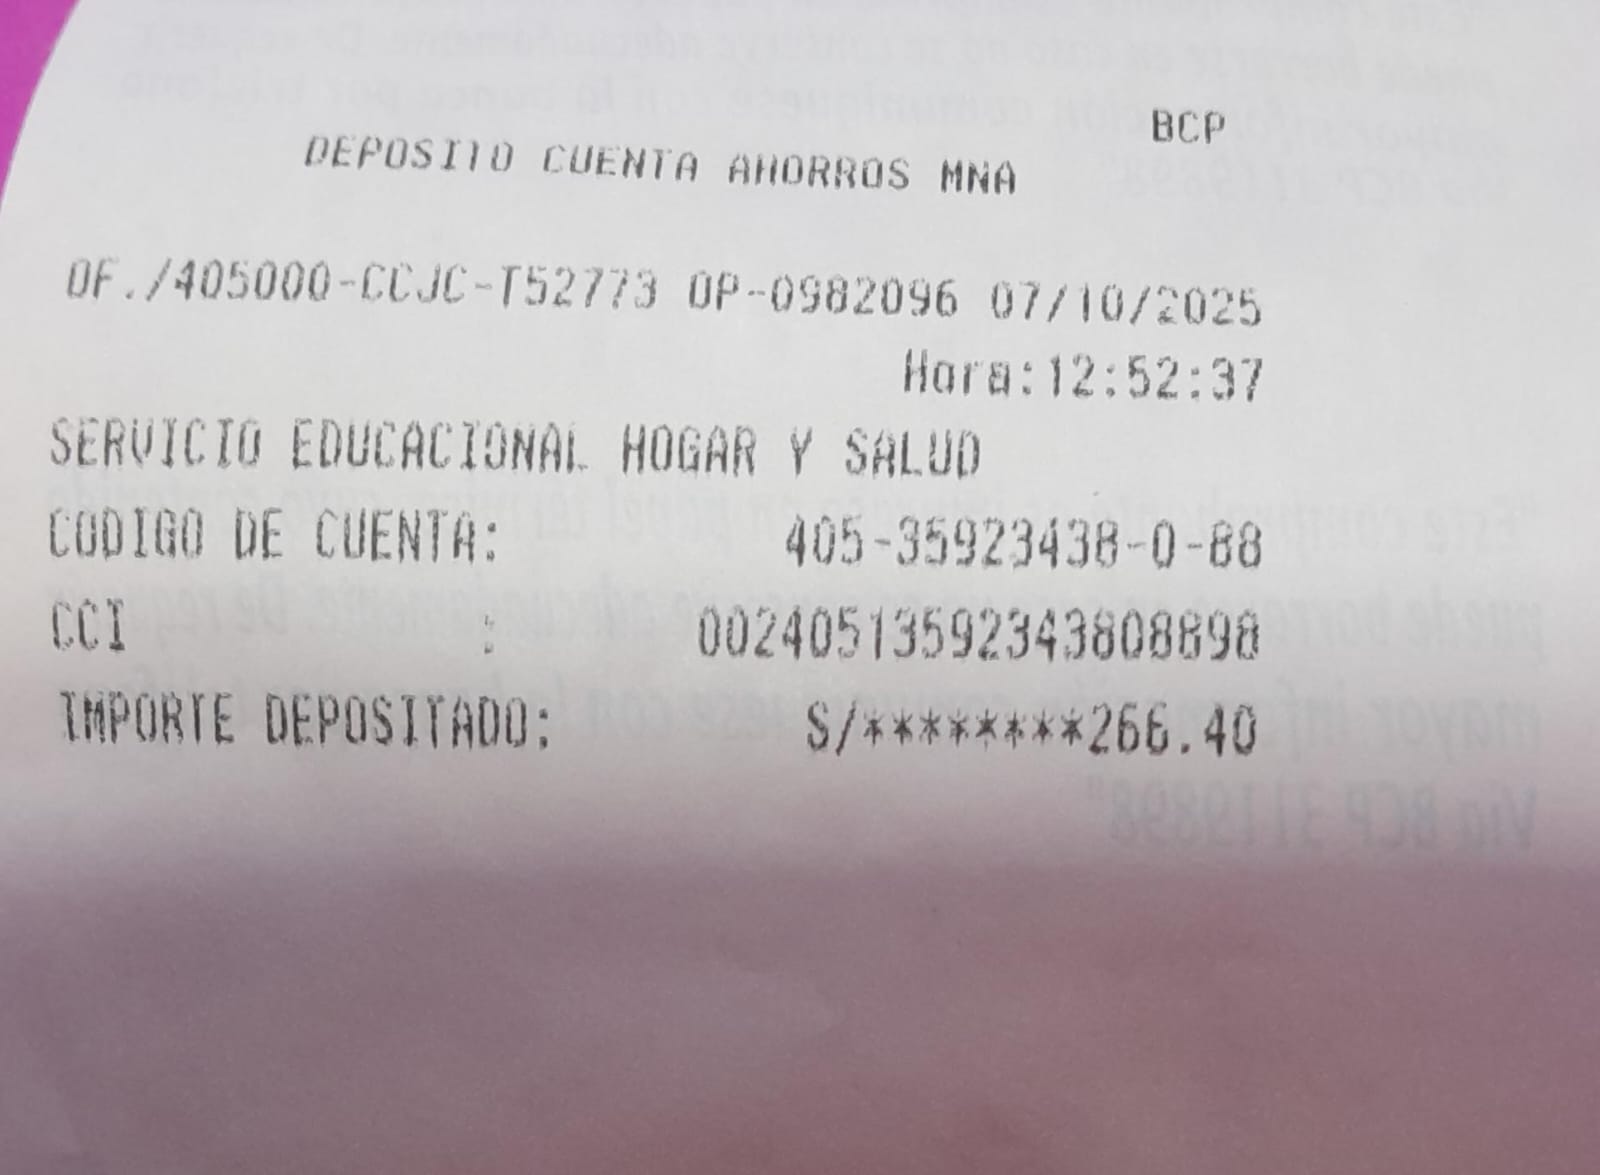 BCP
DEPOSITO CUENTA AHORROS MNA
OF./405000-CCJC-T52773 OP-0982096 07/10/2025
Hora:12:52:37
SERVICIO EDUCACIONAL HOGAR Y SALUD
CODIGO DE CUENTA: 405-35923438-0-88
CCI : 00240513592343808898
IMPORTE DEPOSITADO: S/********266.40